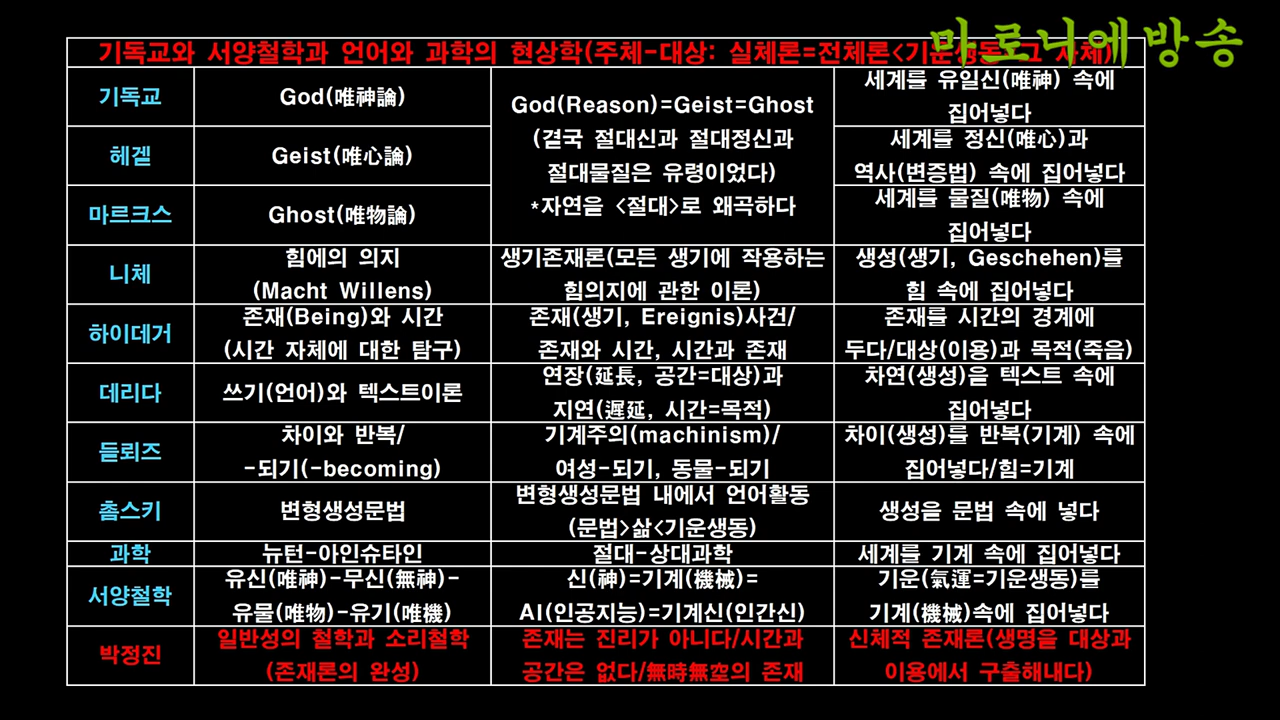 마로니에방송
기독교와 서양철학과 언어와 과학의 현상학(주체-대상: 실체론=전체론<기운생동
기독교
God(唯神論)
God(Reason)=Geist=Ghost
(결국 절대신과 절대정신과
절대물질은 유령이었다)
*자연을 <절대>로 왜곡하다
세계를 유일신(唯神) 속에
집어넣다
헤겔
Geist(唯心論)
세계를 정신(唯心)과
역사(변증법) 속에 집어넣다
마르크스
Ghost(唯物論)
세계를 물질(唯物) 속에
집어넣다
니체
힘에의 의지
(Macht Willens)
생기존재론(모든 생기에 작용하는
힘의지에 관한 이론)
생성(생기, Geschehen)를
힘 속에 집어넣다
하이데거
존재(Being)와 시간
(시간 자체에 대한 탐구)
존재(생기, Ereignis)사건/
존재와 시간, 시간과 존재
존재를 시간의 경계에
두다/대상(이용)과 목적(죽음)
데리다
쓰기(언어)와 텍스트이론
연장(延長, 공간=대상)과
지연(遲延, 시간=목적)
차연(생성)을 텍스트 속에
집어넣다
들뢰즈
차이와 반복/
-되기(-becoming)
기계주의(machinism)/
여성-되기, 동물-되기
차이(생성)를 반복(기계) 속에
집어넣다/힘=기계
촘스키
변형생성문법
변형생성문법 내에서 언어활동
(문법>삶<기운생동)
생성을 문법 속에 넣다
과학
뉴턴-아인슈타인
절대-상대과학
세계를 기계 속에 집어넣다
서양철학
유신(唯神)-무신(無神)-
유물(唯物)-유기(唯機)
신(神)=기계(機械)=
AI(인공지능)=기계신(인간신)
기운(氣運=기운생동)를
기계(機械)속에 집어넣다
박정진
일반성의 철학과 소리철학
(존재론의 완성)
존재는 진리가 아니다/시간과
공간은 없다/無時無空의 존재
신체적 존재론(생명을 대상과
이용에서 구출해내다)